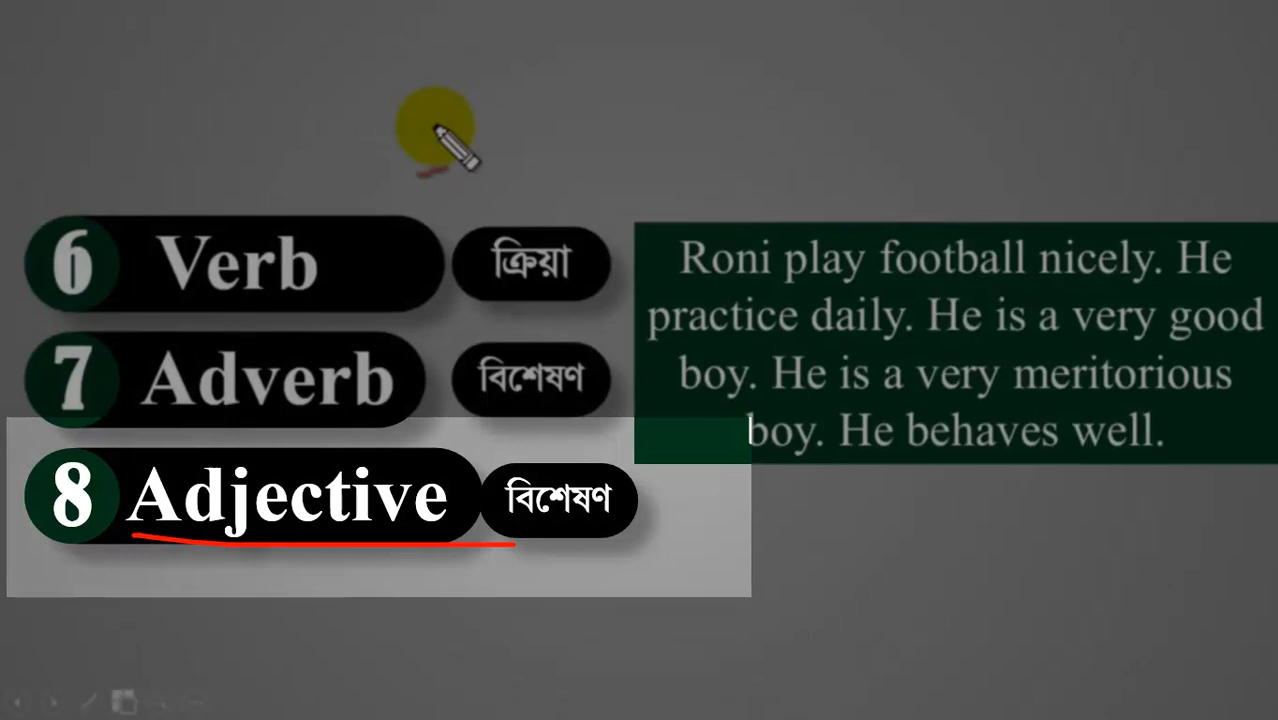 6 Verb ক্রিয়া
7 Adverb বিশেষণ
8 Adjective বিশেষণ
Roni play football nicely. He
practice daily. He is a very good
boy. He is a very meritorious
boy. He behaves well.